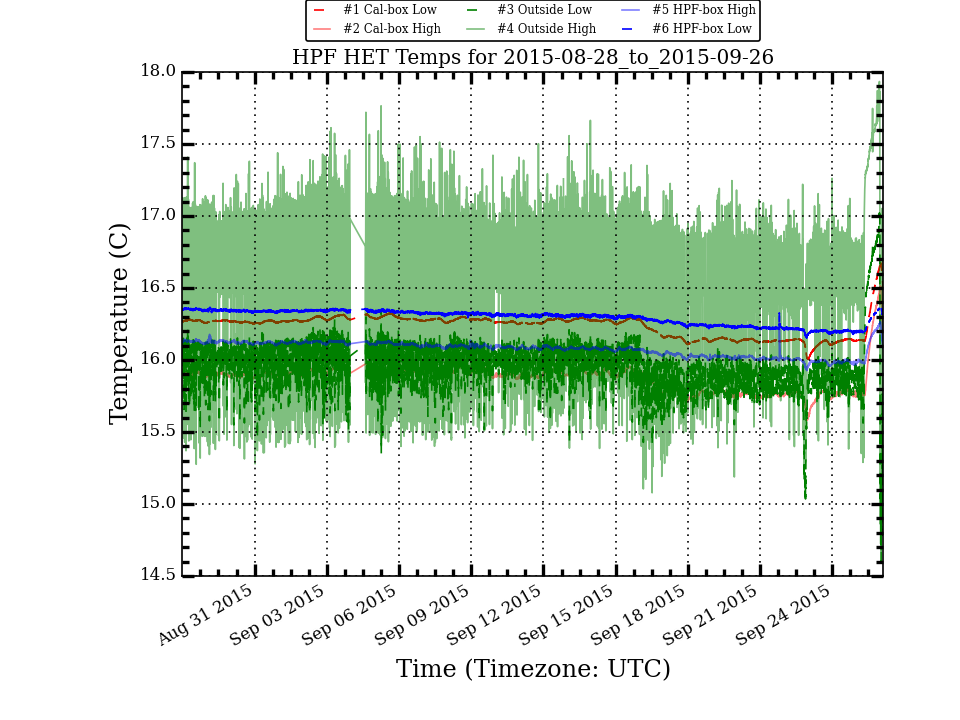 #1 Cal-box Low #3 Outside Low #5 HPF-box High
#2 Cal-box High #4 Outside High #6 HPF-box Low
HPF HET Temps for 2015-08-28_to_2015-09-26
18.0
17.5
17.0
16.5
16.0
15.5
15.0
14.5
Temperature (C)
Aug 31 2015 Sep 03 2015 Sep 06 2015 Sep 09 2015 Sep 12 2015 Sep 15 2015 Sep 18 2015 Sep 21 2015 Sep 24 2015
Time (Timezone: UTC)